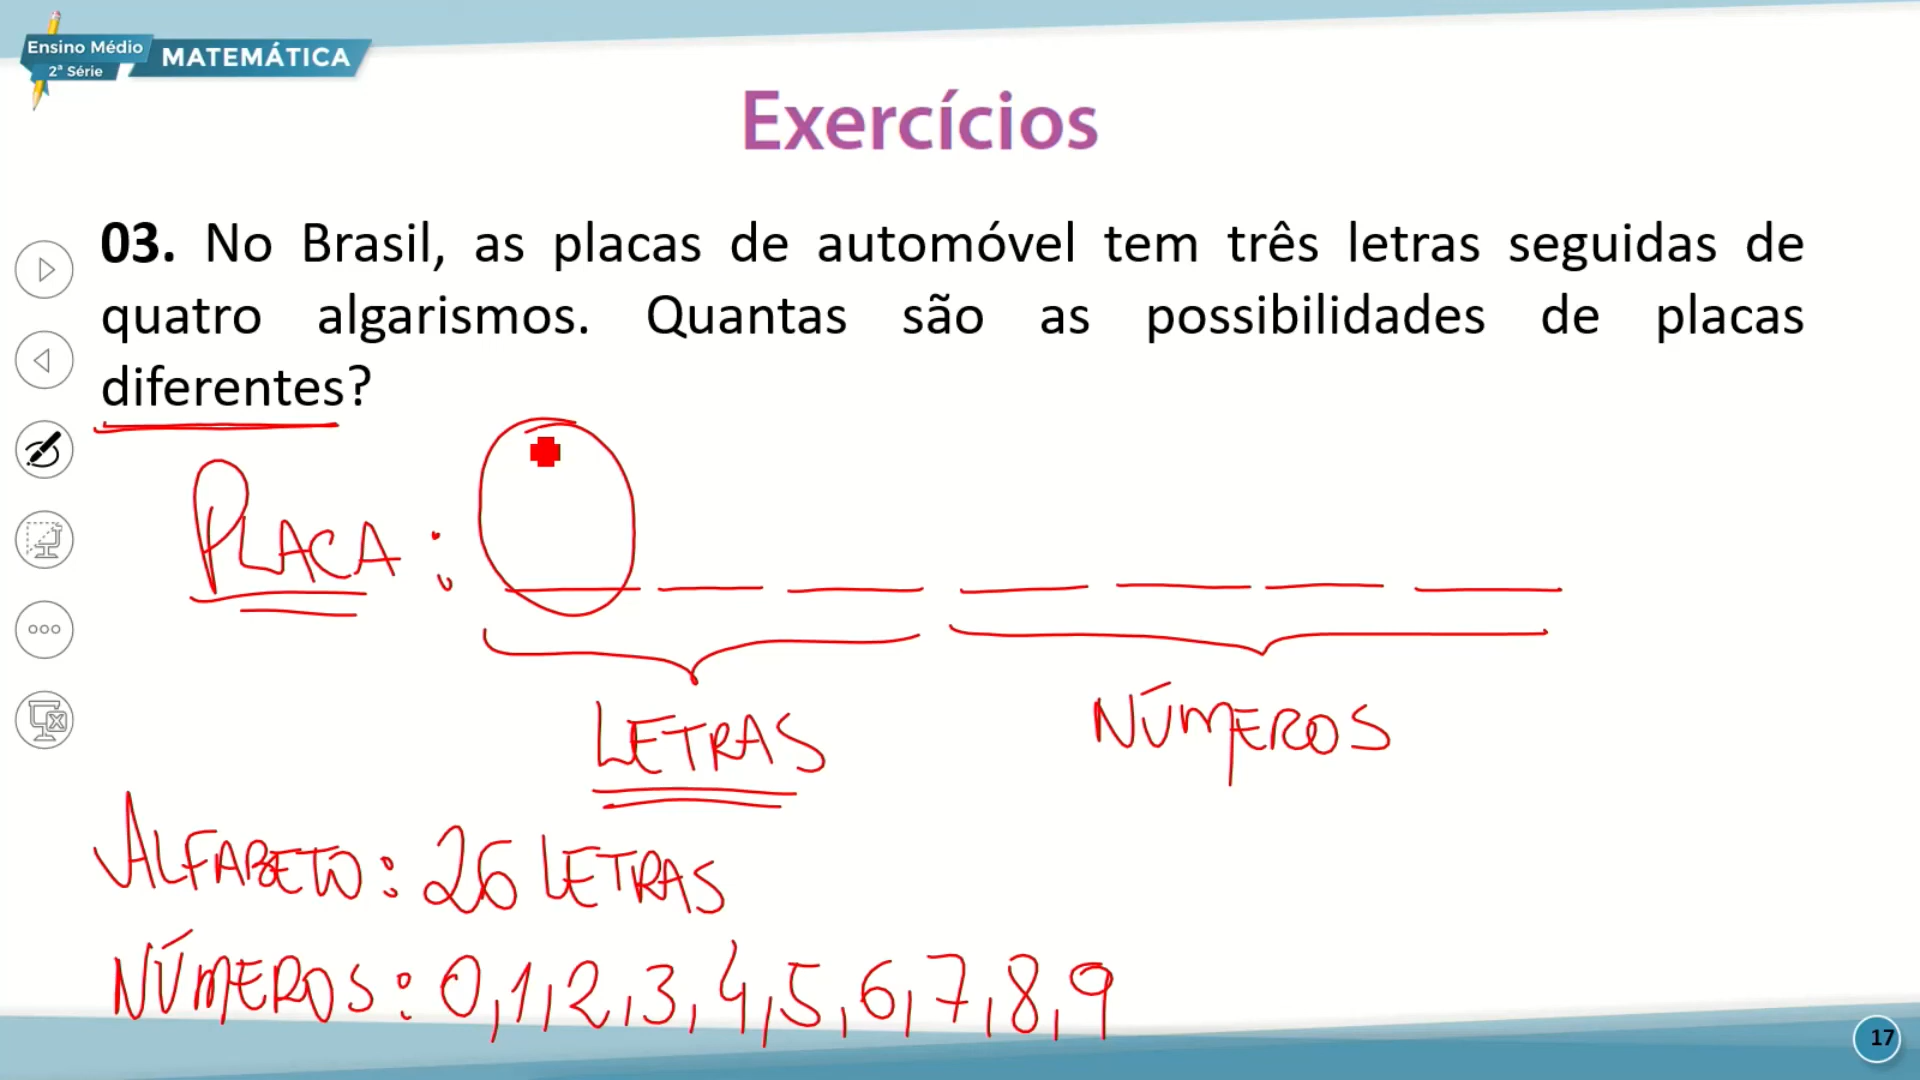 Ensino Médio
2ª Série
MATEMÁTICA
Exercícios
03. No Brasil, as placas de automóvel tem três letras seguidas de
quatro algarismos. Quantas são as possibilidades de placas
diferentes?
PLACA:
LETRAS
NÚMEROS
ALFABETO: 26 LETRAS
NÚMEROS: 0,1,2,3,4,5,6,7,8,9
17